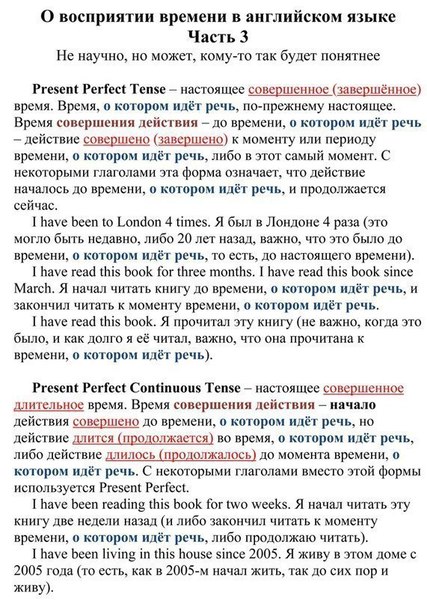 О восприятии времени в английском языке
Часть 3
Не научно, но может, кому-то так будет понятнее
Present Perfect Tense – настоящее совершенное (завершённое)
время. Время, о котором идёт речь, по-прежнему настоящее.
Время совершения действия – до времени, о котором идёт речь
– действие совершено (завершено) к моменту или периоду
времени, о котором идёт речь, либо в этот самый момент. С
некоторыми глаголами эта форма означает, что действие
началось до времени, о котором идёт речь, и продолжается
сейчас.
I have been to London 4 times. Я был в Лондоне 4 раза (это
могло быть недавно, либо 20 лет назад, важно, что это было до
времени, о котором идёт речь, то есть, до настоящего времени).
I have read this book for three months. I have read this book since
March. Я начал читать книгу до времени, о котором идёт речь, и
закончил читать к моменту времени, о котором идёт речь.
I have read this book. Я прочитал эту книгу (не важно, когда это
было, и как долго я её читал, важно, что она прочитана к
времени, о котором идёт речь).
Present Perfect Continuous Tense – настоящее совершенное
длительное время. Время совершения действия – начало
действия совершено до времени, о котором идёт речь, но
действие длится (продолжается) во время, о котором идёт речь,
либо действие длилось (продолжалось) до момента времени, о
котором идёт речь. С некоторыми глаголами вместо этой формы
используется Present Perfect.
I have been reading this book for two weeks. Я начал читать эту
книгу две недели назад (и либо закончил читать к моменту
времени, о котором идёт речь, либо продолжаю читать).
I have been living in this house since 2005. Я живу в этом доме с
2005 года (то есть, как в 2005-м начал жить, так до сих пор и
живу).